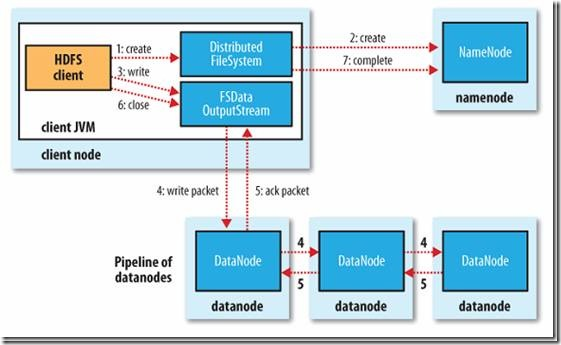 HDFS
client
1: create
3: write
6: close
Distributed
FileSystem
FSData
OutputStream
2: create
7: complete
NameNode
namenode
client JVM
client node
4: write packet
5: ack packet
Pipeline of
datanodes
DataNode
4
5
DataNode
4
5
DataNode
datanode
datanode
datanode